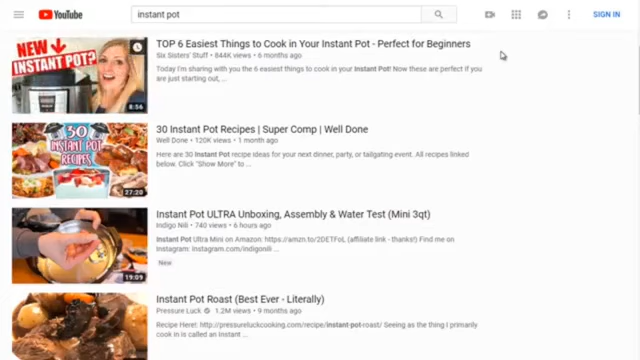 YouTube
instant pot
SIGN IN
NEW
INSTANT POT?
8:56
TOP 6 Easiest Things to Cook in Your Instant Pot - Perfect for Beginners
Six Sisters' Stuff • 844K views • 6 months ago
Today I'm sharing with you the 6 easiest things to cook in your Instant Pot! Now these are perfect if you
are just starting out, ...
30
INSTANT POT
RECIPES
27:20
30 Instant Pot Recipes | Super Comp | Well Done
Well Done • 120K views • 1 month ago
Here are 30 Instant Pot recipe ideas for your next dinner, party, or tailgating event. All recipes linked
below. Click "Show More" to ...
19:09
Instant Pot ULTRA Unboxing, Assembly & Water Test (Mini 3qt)
Indigo Nili • 740 views • 6 hours ago
Instant Pot Ultra Mini on Amazon: https://amzn.to/2DETFoL (affiliate link - thanks!) Find me on
Instagram: instagram.com/indigonili ...
New
Instant Pot Roast (Best Ever - Literally)
Pressure Luck • 1.2M views • 9 months ago
Recipe Here!: http://pressureluckcooking.com/recipe/instant-pot-roast/ Seeing as the thing I primarily
cook in is called an Instant ...